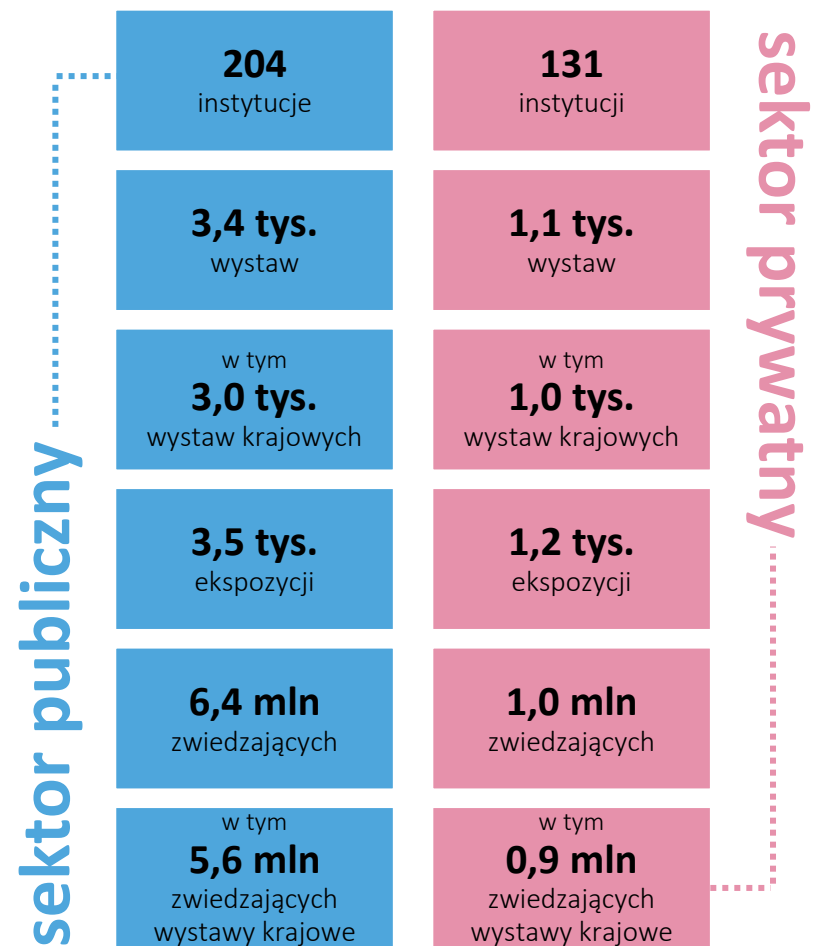 204
instytucje
131
instytucji
3,4 tys.
wystaw
1,1 tys.
wystaw
w tym
3,0 tys.
wystaw krajowych
w tym
1,0 tys.
wystaw krajowych
3,5 tys.
ekspozycji
1,2 tys.
ekspozycji
6,4 mln
zwiedzających
1,0 mln
zwiedzających
w tym
5,6 mln
zwiedzających
wystawy krajowe
w tym
0,9 mln
zwiedzających
wystawy krajowe
sektor publiczny
sektor prywatny